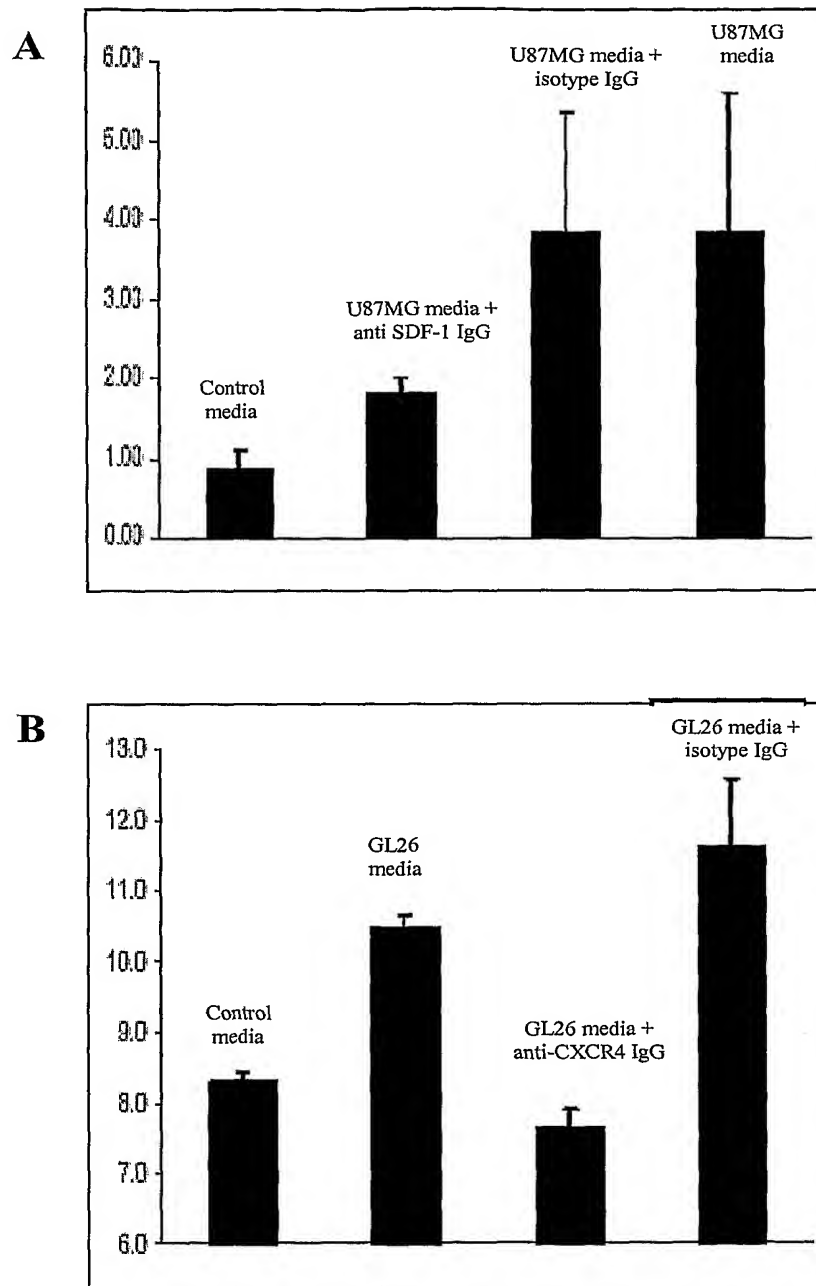 A
6.00
5.00
4.00
3.00
2.00
1.00
0.00
Control
media
U87MG media +
anti SDF-1 IgG
U87MG media +
isotype IgG
U87MG
media
B
13.0
12.0
11.0
10.0
9.0
8.0
7.0
6.0
Control
media
GL26
media
GL26 media +
anti-CXCR4 IgG
GL26 media +
isotype IgG